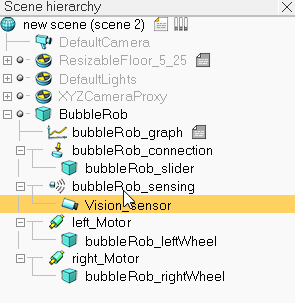 Scene hierarchy
new scene (scene 2)
DefaultCamera
ResizableFloor_5_25
DefaultLights
XYZCameraProxy
BubbleRob
bubbleRob_graph
bubbleRob_connection
bubbleRob_slider
bubbleRob_sensing
Vision_sensor
left_Motor
bubbleRob_leftWheel
right_Motor
bubbleRob_rightWheel